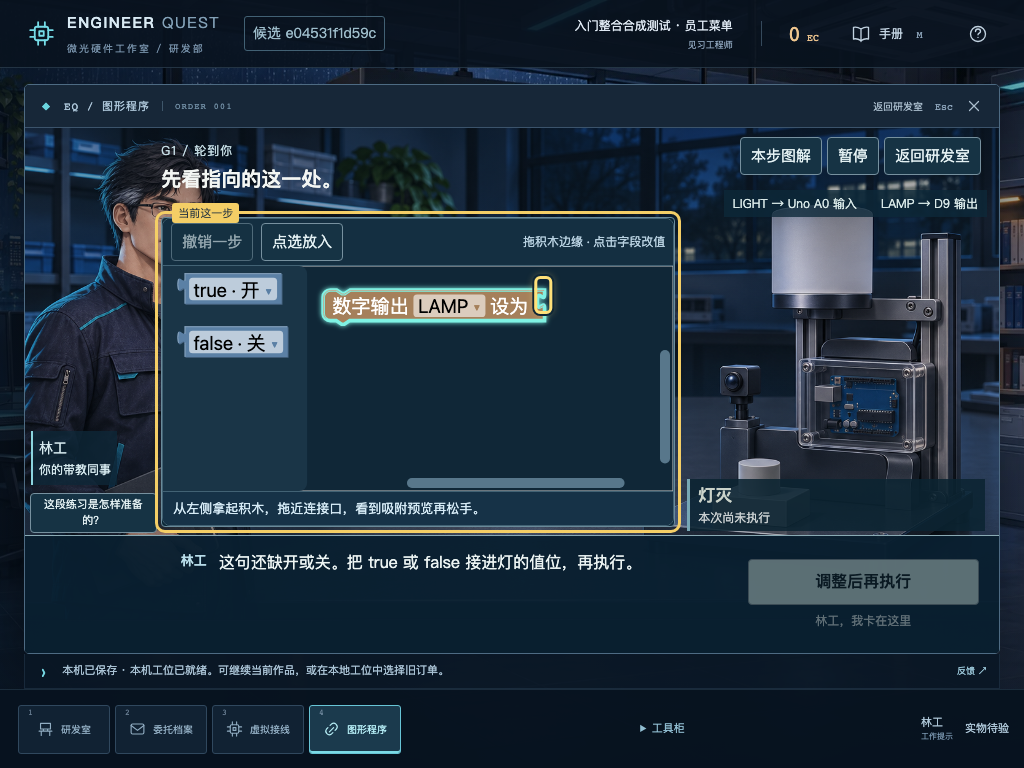 ENGINEER QUEST
微光硬件工作室 / 研发部
候选 e04531f1d59c
入门整合合成测试 · 员工菜单
见习工程师
0 EC
手册 M
EQ / 图形程序
ORDER 001
返回研发室 Esc
G1 / 轮到你
先看指向的这一处。
本步图解
暂停
返回研发室
LIGHT → Uno A0 输入
LAMP → D9 输出
当前这一步
撤销一步
点选放入
拖积木边缘 · 点击字段改值
true · 开
false · 关
数字输出 LAMP 设为
林工
你的带教同事
这段练习是怎样准备的?
从左侧拿起积木，拖近连接口，看到吸附预览再松手。
灯灭
本次尚未执行
林工 这句还缺开或关。把 true 或 false 接进灯的值位，再执行。
调整后再执行
林工，我卡在这里
本机已保存 · 本机工位已就绪。可继续当前作品，或在本地工位中选择旧订单。
反馈 ↗
1 研发室
2 委托档案
3 虚拟接线
4 图形程序
▶ 工具柜
林工
工作提示
实物待验